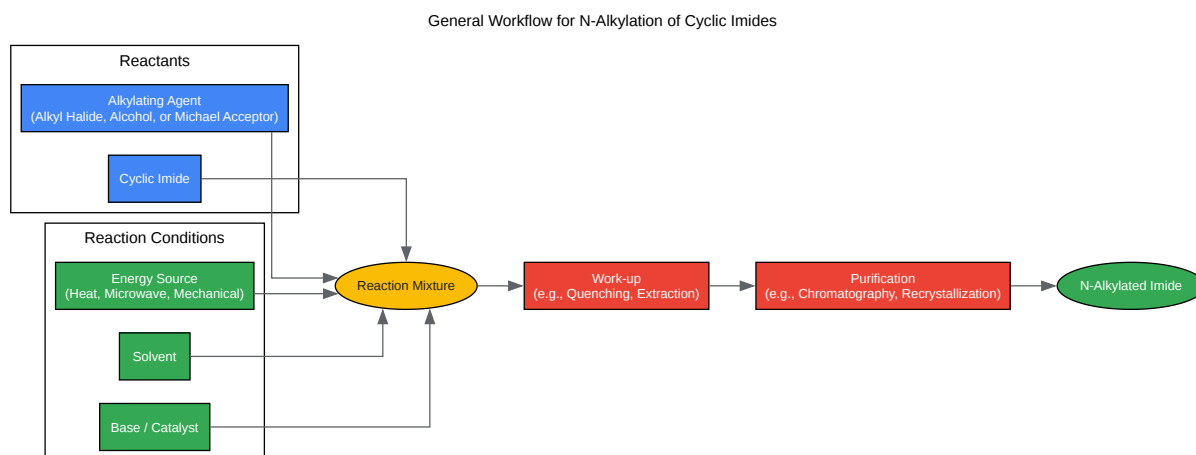 General Workflow for N-Alkylation of Cyclic Imides
Reactants
Alkylating Agent
(Alkyl Halide, Alcohol, or Michael Acceptor)
Cyclic Imide
Reaction Conditions
Energy Source
(Heat, Microwave, Mechanical)
Solvent
Base / Catalyst
Reaction Mixture
Work-up
(e.g., Quenching, Extraction)
Purification
(e.g., Chromatography, Recrystallization)
N-Alkylated Imide